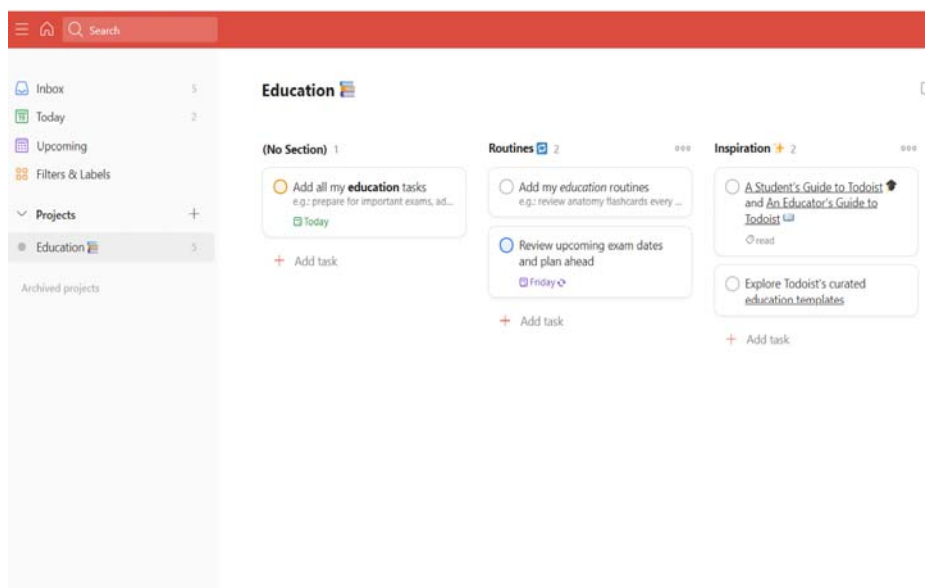 Search
Inbox 5
Today 2
Upcoming
Filters & Labels
Projects
Education 5
Archived projects
Education
(No Section) 1
Add all my education tasks
e.g.: prepare for important exams, ad...
Today
Add task
Routines 2
Add my education routines
e.g.: review anatomy flashcards every ...
Review upcoming exam dates
and plan ahead
Friday
Add task
Inspiration 2
A Student's Guide to Todoist
and An Educator's Guide to
Todoist
read
Explore Todoist's curated
education templates
Add task